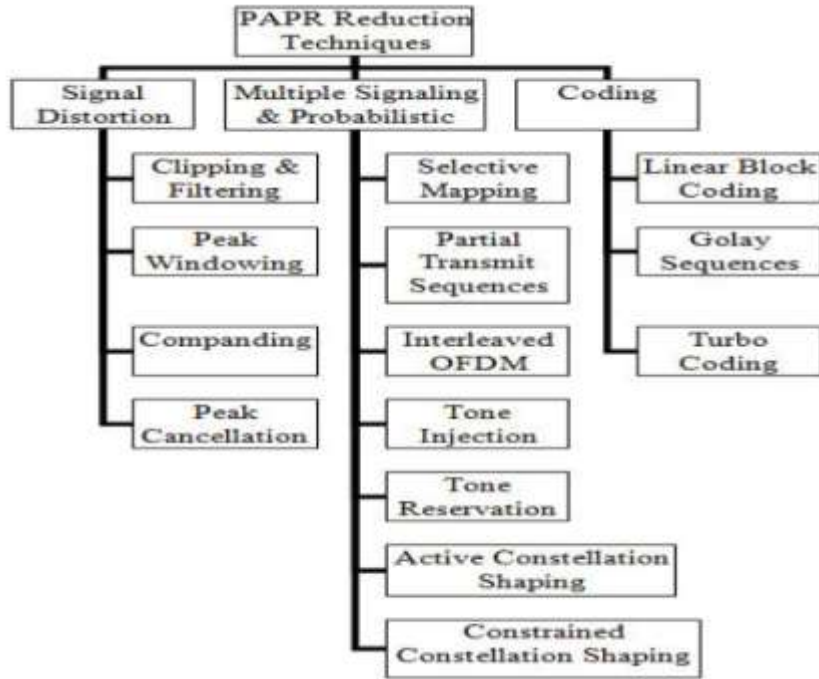 PAPR Reduction
Techniques
Signal
Distortion
Multiple Signaling
& Probabilistic
Coding
Clipping &
Filtering
Peak
Windowing
Companding
Peak
Cancellation
Selective
Mapping
Partial
Transmit
Sequences
Interleaved
OFDM
Tone
Injection
Tone
Reservation
Active Constellation
Shaping
Constrained
Constellation Shaping
Linear Block
Coding
Golay
Sequences
Turbo
Coding